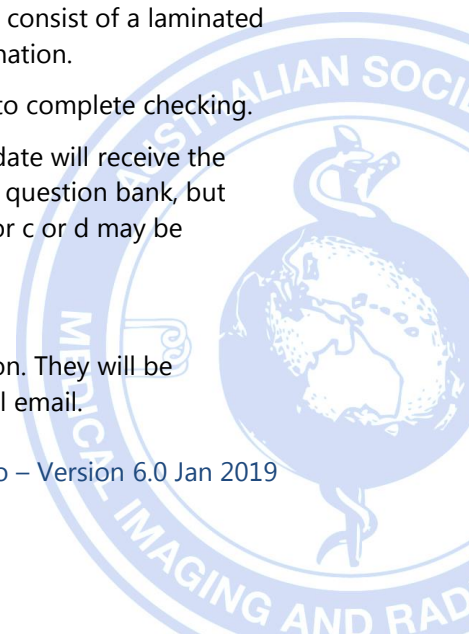 consist of a laminated
nation.
to complete checking.
date will receive the
question bank, but
or c or d may be
on. They will be
l email.
o – Version 6.0 Jan 2019
AUSTRALIAN SOCI
MEDICAL IMAGING AND RAD